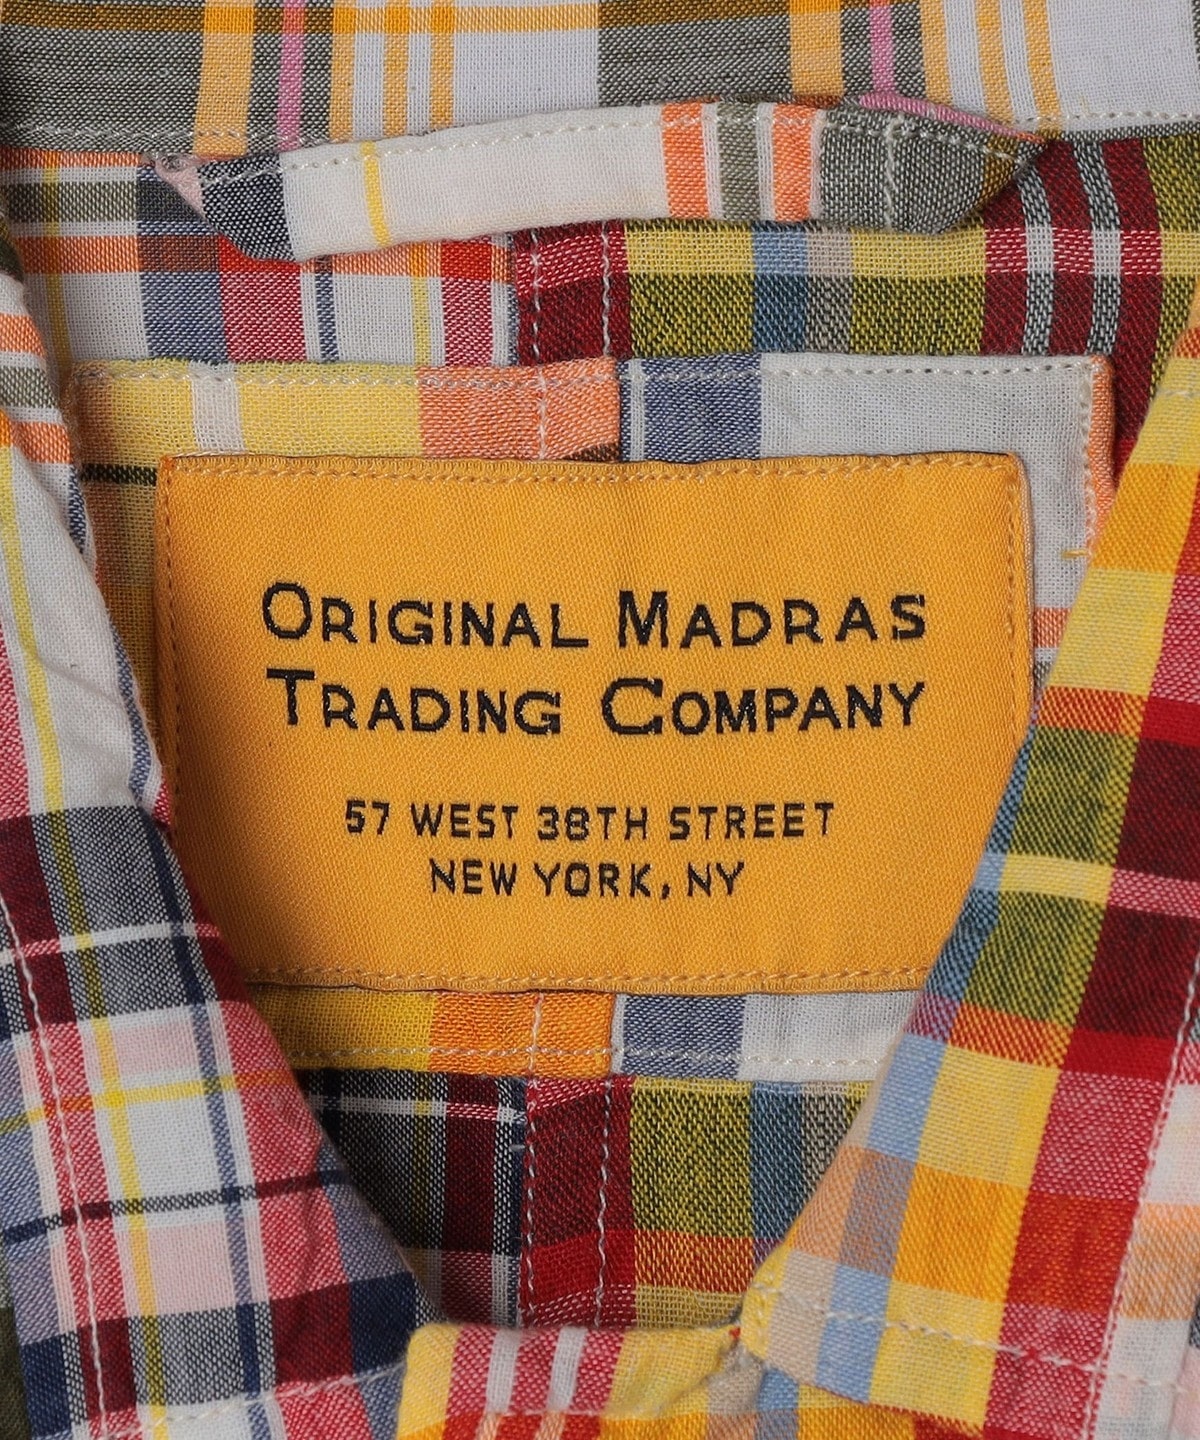 ORIGINAL MADRAS
TRADING COMPANY
57 WEST 38TH STREET
NEW YORK, NY